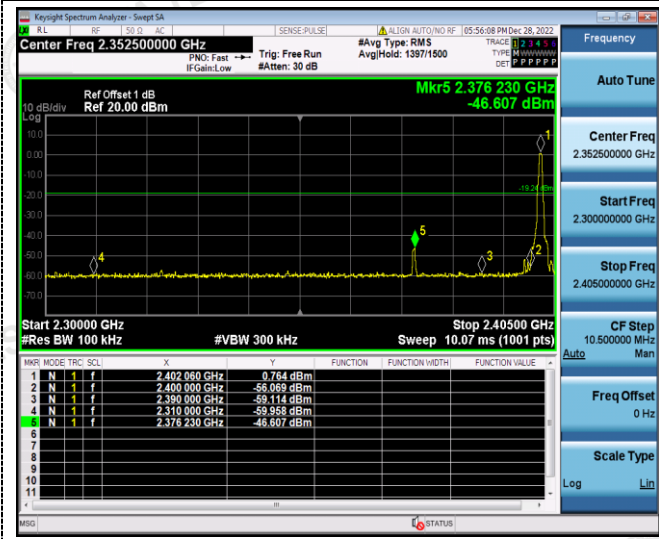 Keysight Spectrum Analyzer - Swept SA
RL RF 50 Ω AC SENSE:PULSE ALIGN AUTO/NO RF 05:56:08 PM Dec 28, 2022
Center Freq 2.352500000 GHz
PNO: Fast
IFGain:Low
Trig: Free Run
#Atten: 30 dB
#Avg Type: RMS
Avg|Hold: 1397/1500
TRACE 1 2 3 4 5 6
TYPE M WWWWW
DET P P P P P P
Ref Offset 1 dB
10 dB/div Ref 20.00 dBm
Log
Mkr5 2.376 230 GHz
-46.607 dBm
10.0
0.00
-10.0
-20.0
-30.0
-40.0
-50.0
-60.0
-70.0
-19.24 dBm
1
2
3
4
5
Start 2.30000 GHz
Stop 2.40500 GHz
#Res BW 100 kHz #VBW 300 kHz Sweep 10.07 ms (1001 pts)
MKR MODE TRC SCL X Y FUNCTION FUNCTION WIDTH FUNCTION VALUE
1 N 1 f 2.402 060 GHz 0.764 dBm
2 N 1 f 2.400 000 GHz -56.069 dBm
3 N 1 f 2.390 000 GHz -59.114 dBm
4 N 1 f 2.310 000 GHz -59.958 dBm
5 N 1 f 2.376 230 GHz -46.607 dBm
6
7
8
9
10
11
MSG STATUS
Frequency
Auto Tune
Center Freq
2.352500000 GHz
Start Freq
2.300000000 GHz
Stop Freq
2.405000000 GHz
CF Step
10.500000 MHz
Auto Man
Freq Offset
0 Hz
Scale Type
Log Lin